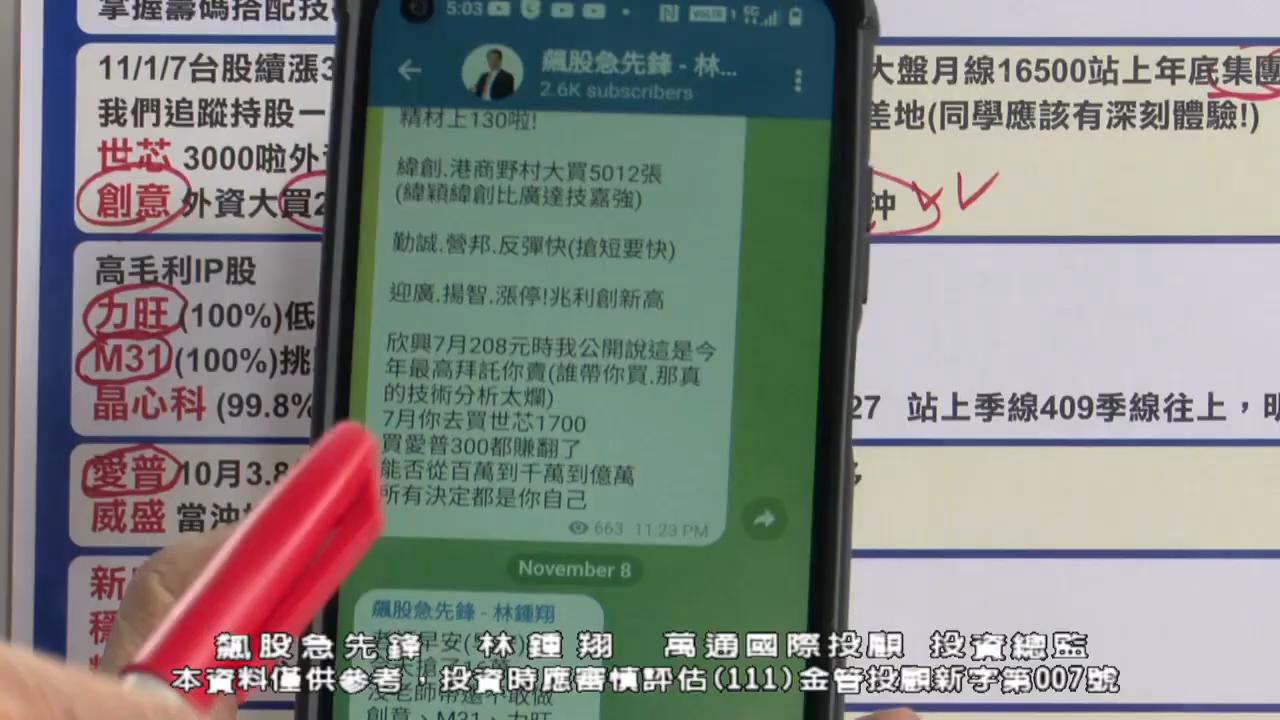 掌握籌碼搭配技
11/1/7台股續漲3
大盤月線16500站上年底集團
我們追蹤持股一
差地(同學應該有深刻體驗!)
世芯 3000啦外
創意 外資大買2
沖
高毛利IP股
力旺 (100%)低
M31 (100%)挑
晶心科 (99.8%
27 站上季線409季線往上，
愛普 10月3.8
威盛 當沖
新
穩
5:03
飆股急先鋒 - 林...
2.6K subscribers
精材上130啦!
緯創.港商野村大買5012張
(緯穎緯創比廣達技嘉強)
勤誠.營邦.反彈快(搶短要快)
迎廣.揚智.漲停!兆利創新高
欣興7月208元時我公開說這是今
年最高拜託你賣(誰帶你買.那真
的技術分析太爛)
7月你去買世芯1700
買愛普300都賺翻了
能否從百萬到千萬到億萬
所有決定都是你自己
663 11:23 PM
November 8
飆股急先鋒 - 林鍾翔
早安(
創意、M31、力旺
飆股急先鋒 林鍾翔 萬通國際投顧 投資總監
本資料僅供參考，投資時應審慎評估(111)金管投顧新字第007號